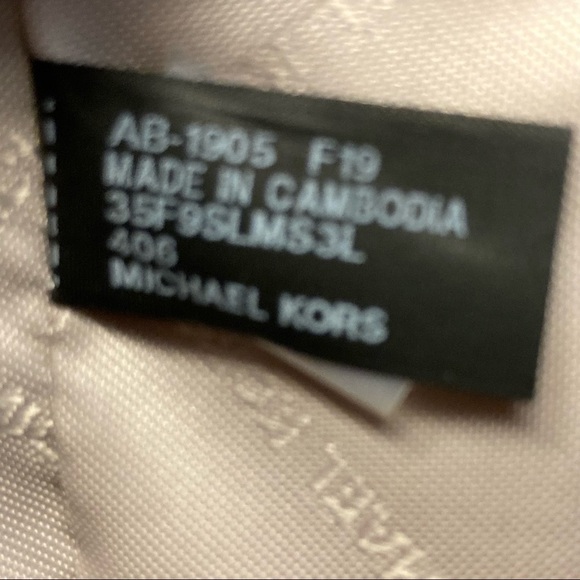 AB-1905 F19
MADE IN CAMBODIA
35F9SLMS3L
406
MICHAEL KORS